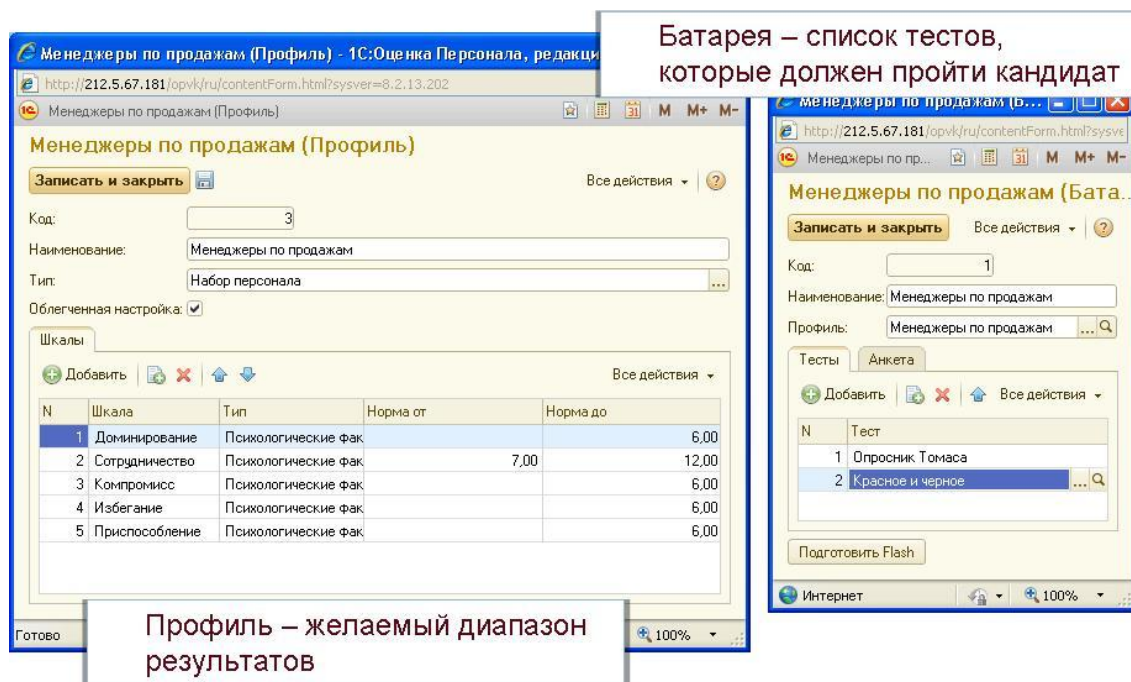 Батарея – список тестов,
которые должен пройти кандидат
Менеджеры по продажам (Профиль) - 1С:Оценка Персонала, редакци
http://212.5.67.181/opvk/ru/contentForm.html?sysver=8.2.13.202
Менеджеры по продажам (Профиль)
31 M M+ M-
Менеджеры по продажам (Профиль)
Записать и закрыть
Все действия
?
Код: 3
Наименование: Менеджеры по продажам
Тип: Набор персонала ...
Облегченная настройка:
Шкалы
Добавить
Все действия
N Шкала Тип Норма от Норма до
1 Доминирование Психологические фак 6,00
2 Сотрудничество Психологические фак 7,00 12,00
3 Компромисс Психологические фак 6,00
4 Избегание Психологические фак 6,00
5 Приспособление Психологические фак 6,00
Готово
100%
Профиль – желаемый диапазон
результатов
Менеджеры по продажам (Б...
http://212.5.67.181/opvk/ru/contentForm.html?sysve
Менеджеры по пр... 31 M M+ M-
Менеджеры по продажам (Бата...
Записать и закрыть Все действия ?
Код: 1
Наименование: Менеджеры по продажам
Профиль: Менеджеры по продажам ...
Тесты Анкета
Добавить Все действия
N Тест
1 Опросник Томаса
2 Красное и черное ...
Подготовить Flash
Интернет 100%